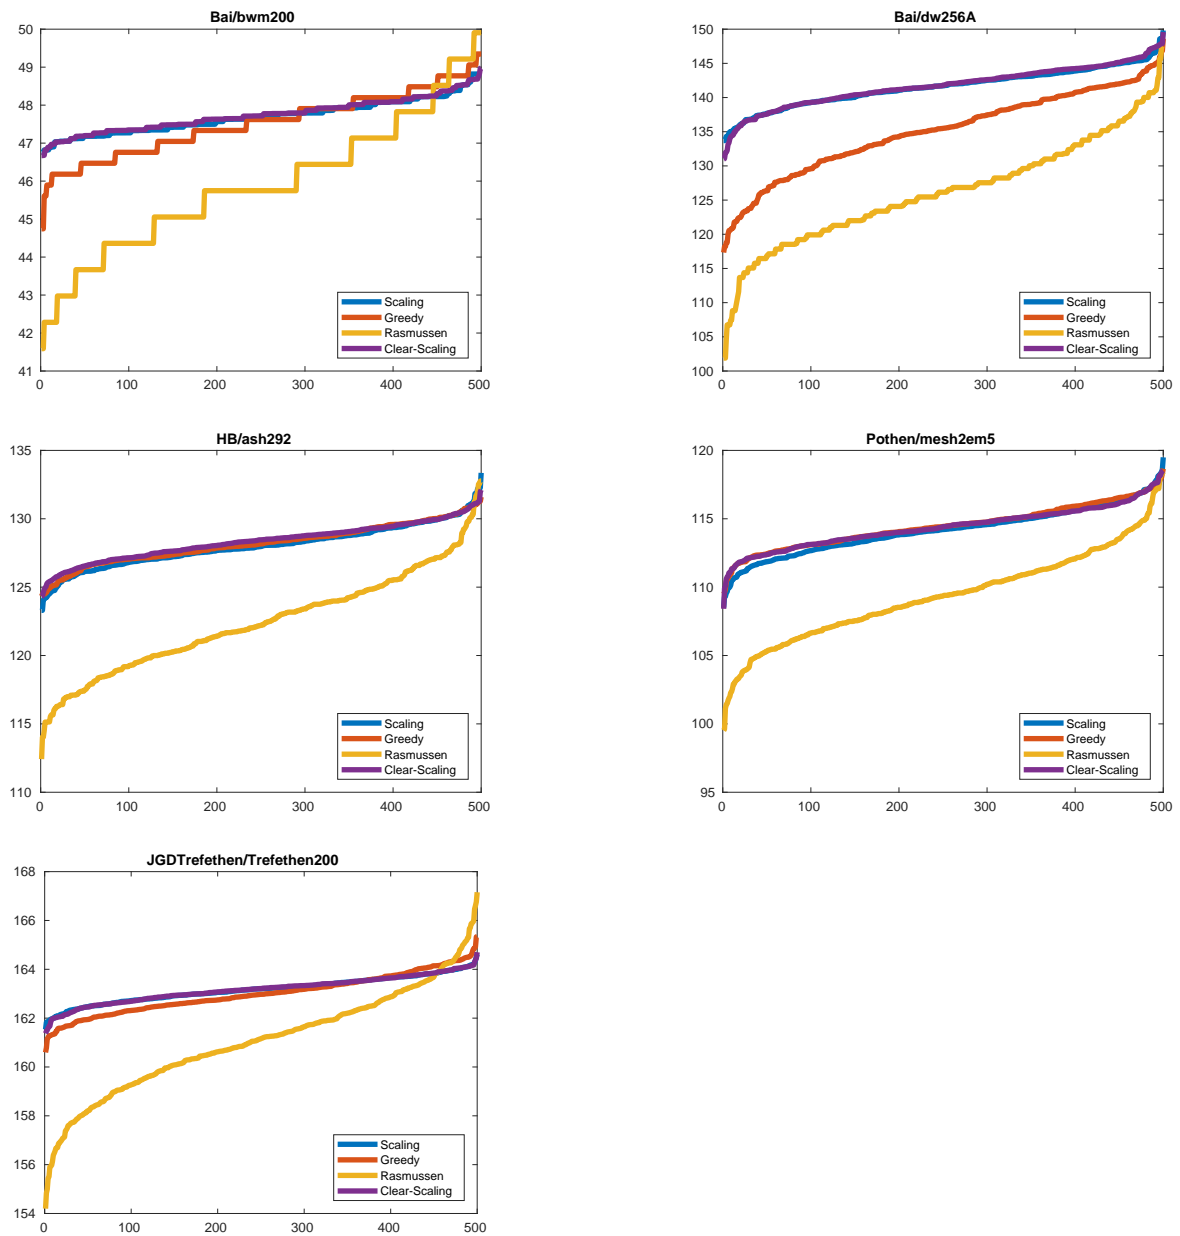 Bai/bwm200
50
49
48
47
46
45
44
43
42
41
0 100 200 300 400 500
Scaling
Greedy
Rasmussen
Clear-Scaling
Bai/dw256A
150
145
140
135
130
125
120
115
110
105
100
0 100 200 300 400 500
Scaling
Greedy
Rasmussen
Clear-Scaling
HB/ash292
135
130
125
120
115
110
0 100 200 300 400 500
Scaling
Greedy
Rasmussen
Clear-Scaling
Pothen/mesh2em5
120
115
110
105
100
95
0 100 200 300 400 500
Scaling
Greedy
Rasmussen
Clear-Scaling
JGDTrefethen/Trefethen200
168
166
164
162
160
158
156
154
0 100 200 300 400 500
Scaling
Greedy
Rasmussen
Clear-Scaling